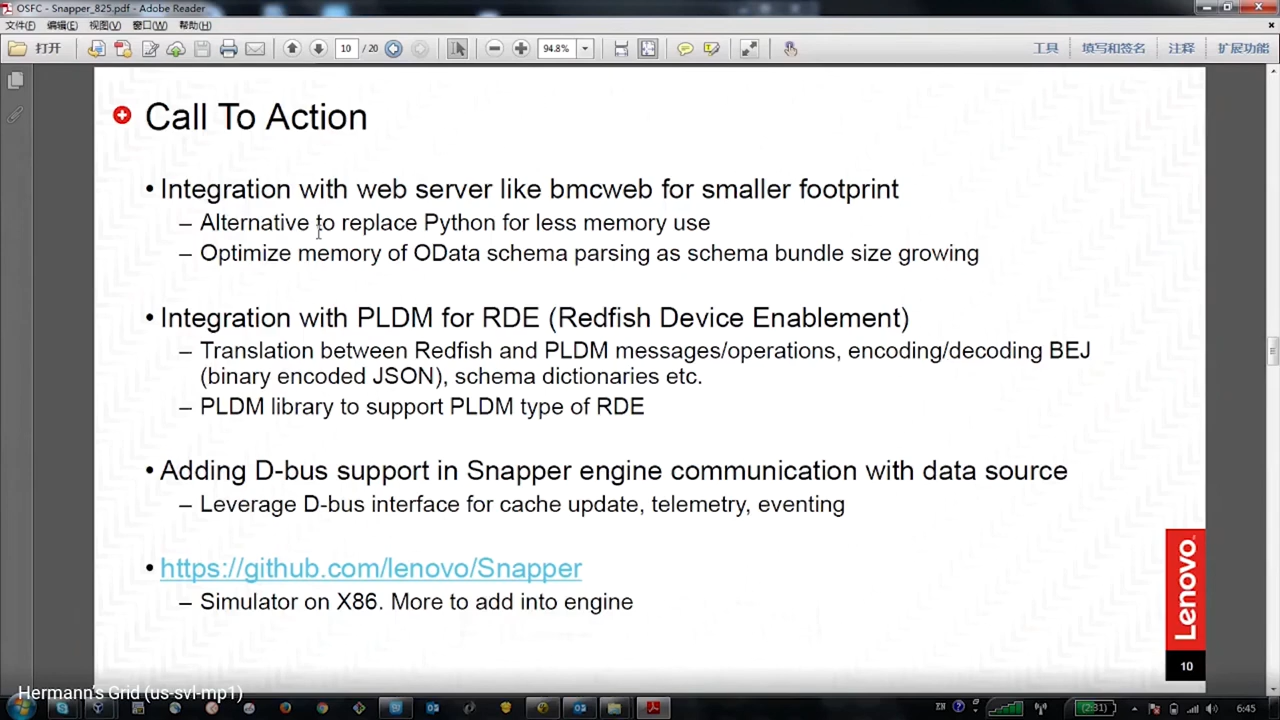 OSFC - Snapper_825.pdf - Adobe Reader
文件(F) 编辑(E) 视图(V) 窗口(W) 帮助(H)
打开 10 / 20 94.8% 工具 填写和签名 注释 扩展功能
Call To Action
• Integration with web server like bmcweb for smaller footprint
– Alternative to replace Python for less memory use
– Optimize memory of OData schema parsing as schema bundle size growing
• Integration with PLDM for RDE (Redfish Device Enablement)
– Translation between Redfish and PLDM messages/operations, encoding/decoding BEJ
(binary encoded JSON), schema dictionaries etc.
– PLDM library to support PLDM type of RDE
• Adding D-bus support in Snapper engine communication with data source
– Leverage D-bus interface for cache update, telemetry, eventing
• https://github.com/lenovo/Snapper
– Simulator on X86. More to add into engine
Lenovo
10
Hermann's Grid (us-svl-mp1)
ZH (2:31) 6:45